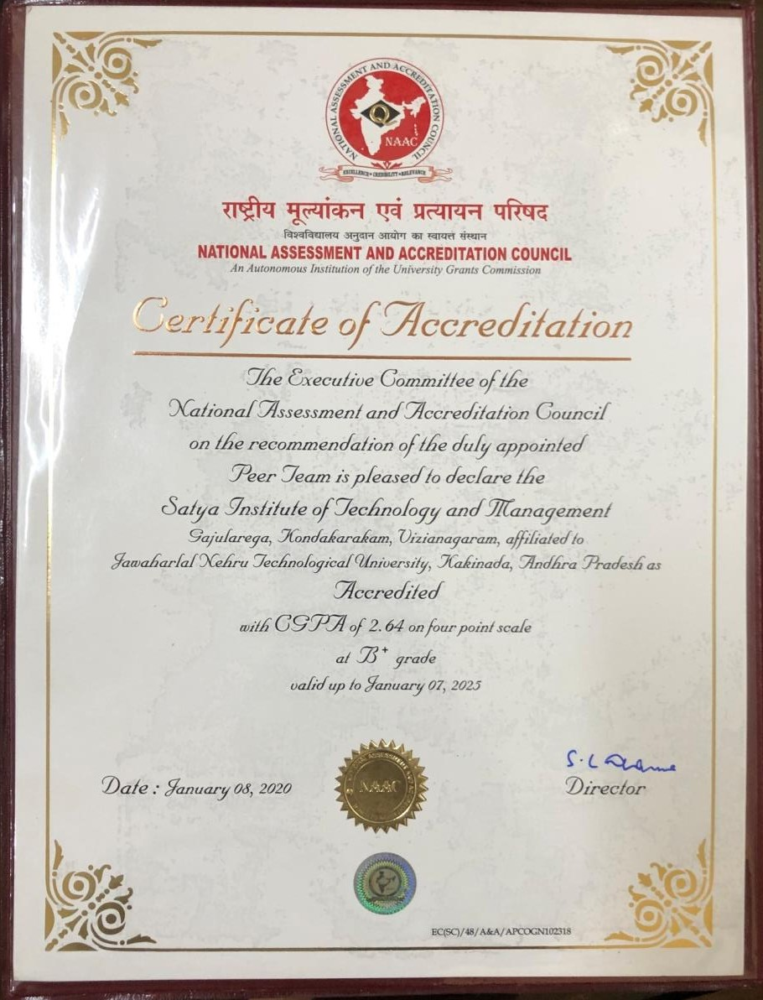 NATIONAL ASSESSMENT AND ACCREDITATION COUNCIL
Q
NAAC
EXCELLENCE • CREDIBILITY • RELEVANCE
राष्ट्रीय मूल्यांकन एवं प्रत्यायन परिषद
विश्वविद्यालय अनुदान आयोग का स्वायत्त संस्थान
NATIONAL ASSESSMENT AND ACCREDITATION COUNCIL
An Autonomous Institution of the University Grants Commission
Certificate of Accreditation
The Executive Committee of the
National Assessment and Accreditation Council
on the recommendation of the duly appointed
Peer Team is pleased to declare the
Satya Institute of Technology and Management
Gajularega, Kondakarakam, Vizianagaram, affiliated to
Jawaharlal Nehru Technological University, Kakinada, Andhra Pradesh as
Accredited
with CGPA of 2.64 on four point scale
at B+ grade
valid up to January 07, 2025
Date : January 08, 2020
NAAC
Director
EC(SC)/48/A&A/APCOGN102318